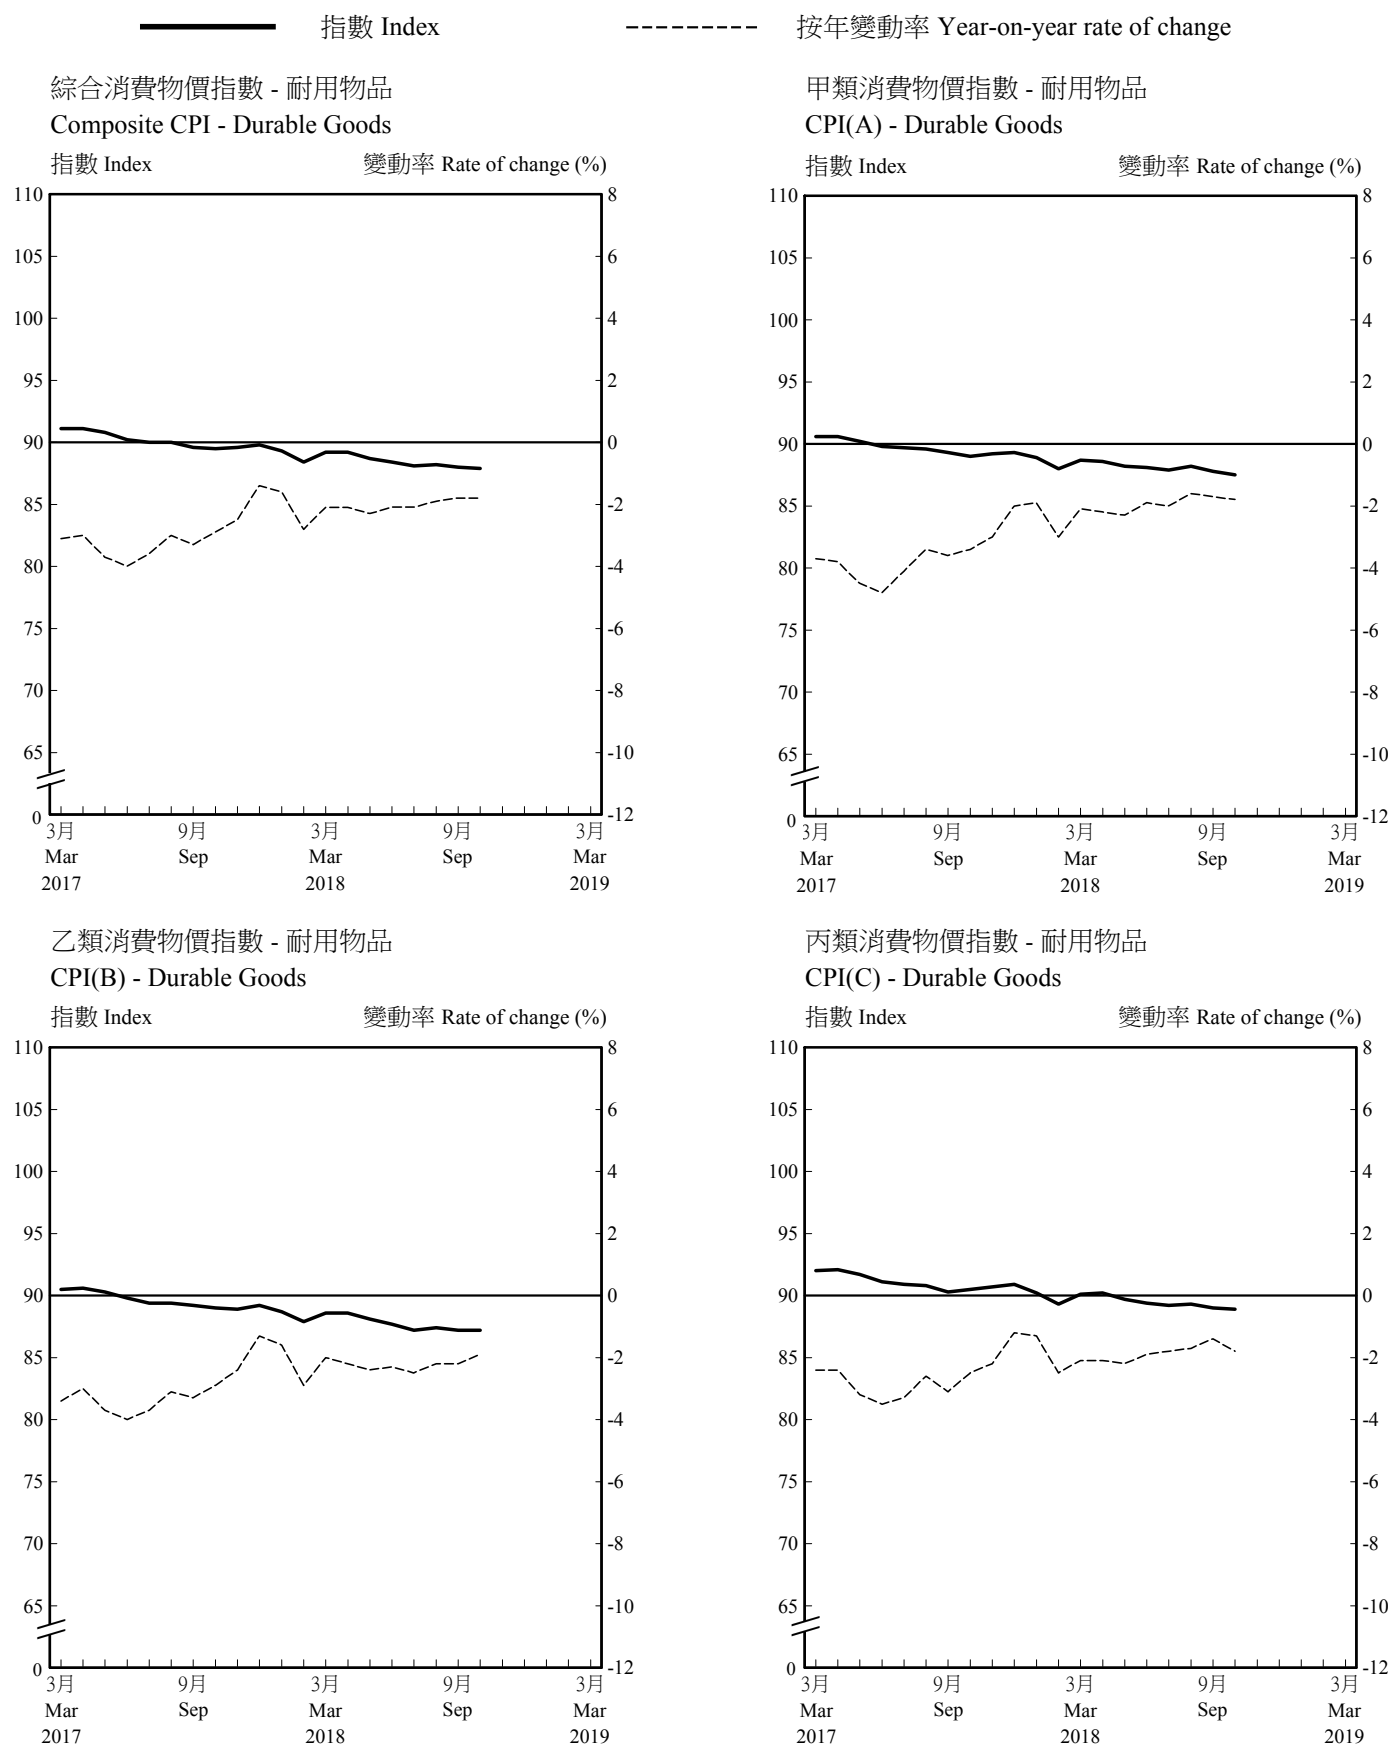 指數 Index 按年變動率 Year-on-year rate of change
綜合消費物價指數 - 耐用物品
Composite CPI - Durable Goods
指數 Index 變動率 Rate of change (%)
110 8
105 6
100 4
95 2
90 0
85 -2
80 -4
75 -6
70 -8
65 -10
0 -12
3月 9月 3月 9月 3月
Mar Sep Mar Sep Mar
2017 2018 2019
甲類消費物價指數 - 耐用物品
CPI(A) - Durable Goods
指數 Index 變動率 Rate of change (%)
110 8
105 6
100 4
95 2
90 0
85 -2
80 -4
75 -6
70 -8
65 -10
0 -12
3月 9月 3月 9月 3月
Mar Sep Mar Sep Mar
2017 2018 2019
乙類消費物價指數 - 耐用物品
CPI(B) - Durable Goods
指數 Index 變動率 Rate of change (%)
110 8
105 6
100 4
95 2
90 0
85 -2
80 -4
75 -6
70 -8
65 -10
0 -12
3月 9月 3月 9月 3月
Mar Sep Mar Sep Mar
2017 2018 2019
丙類消費物價指數 - 耐用物品
CPI(C) - Durable Goods
指數 Index 變動率 Rate of change (%)
110 8
105 6
100 4
95 2
90 0
85 -2
80 -4
75 -6
70 -8
65 -10
0 -12
3月 9月 3月 9月 3月
Mar Sep Mar Sep Mar
2017 2018 2019